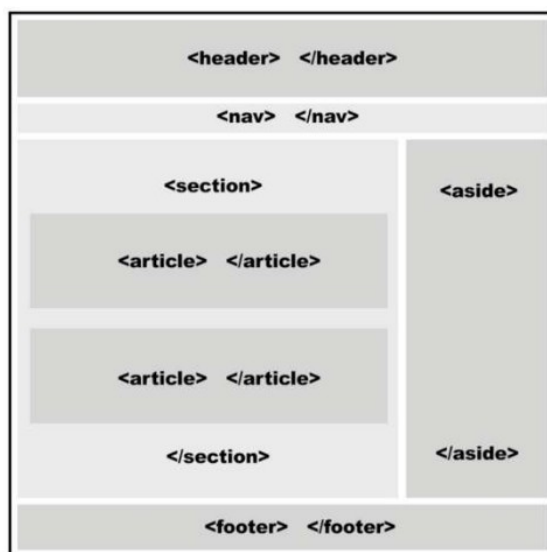 <header>   </header>
<nav>   </nav>
<section>
<article>   </article>
<article>   </article>
</section>
<aside>
</aside>
<footer>   </footer>